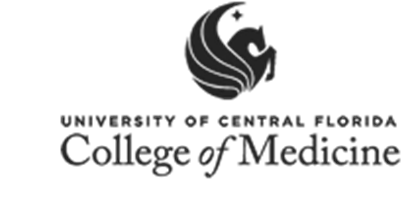 UNIVERSITY OF CENTRAL FLORIDA
College of Medicine